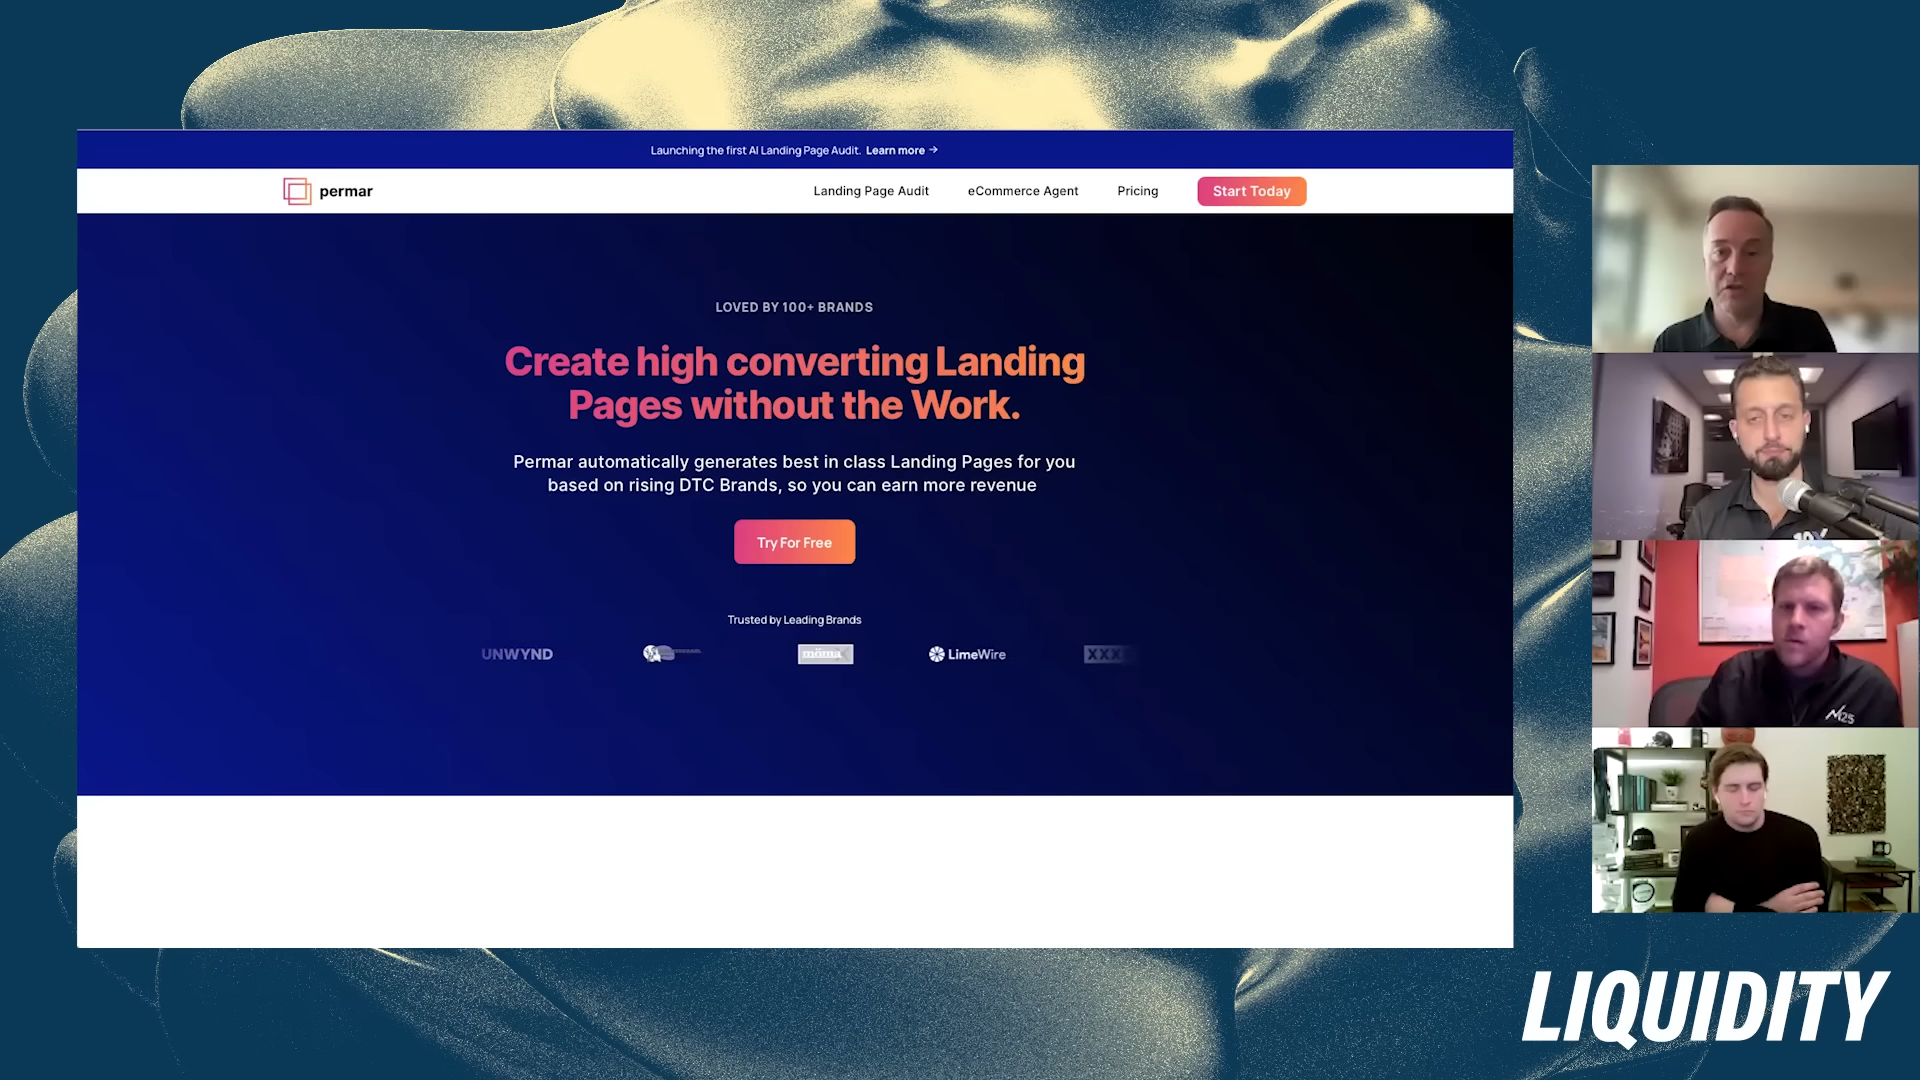 Launching the first AI Landing Page Audit. Learn more →
permar
Landing Page Audit
eCommerce Agent
Pricing
Start Today
LOVED BY 100+ BRANDS
Create high converting Landing
Pages without the Work.
Permar automatically generates best in class Landing Pages for you
based on rising DTC Brands, so you can earn more revenue
Try For Free
Trusted by Leading Brands
UNWYND
möma
LimeWire
XXX
LIQUIDITY